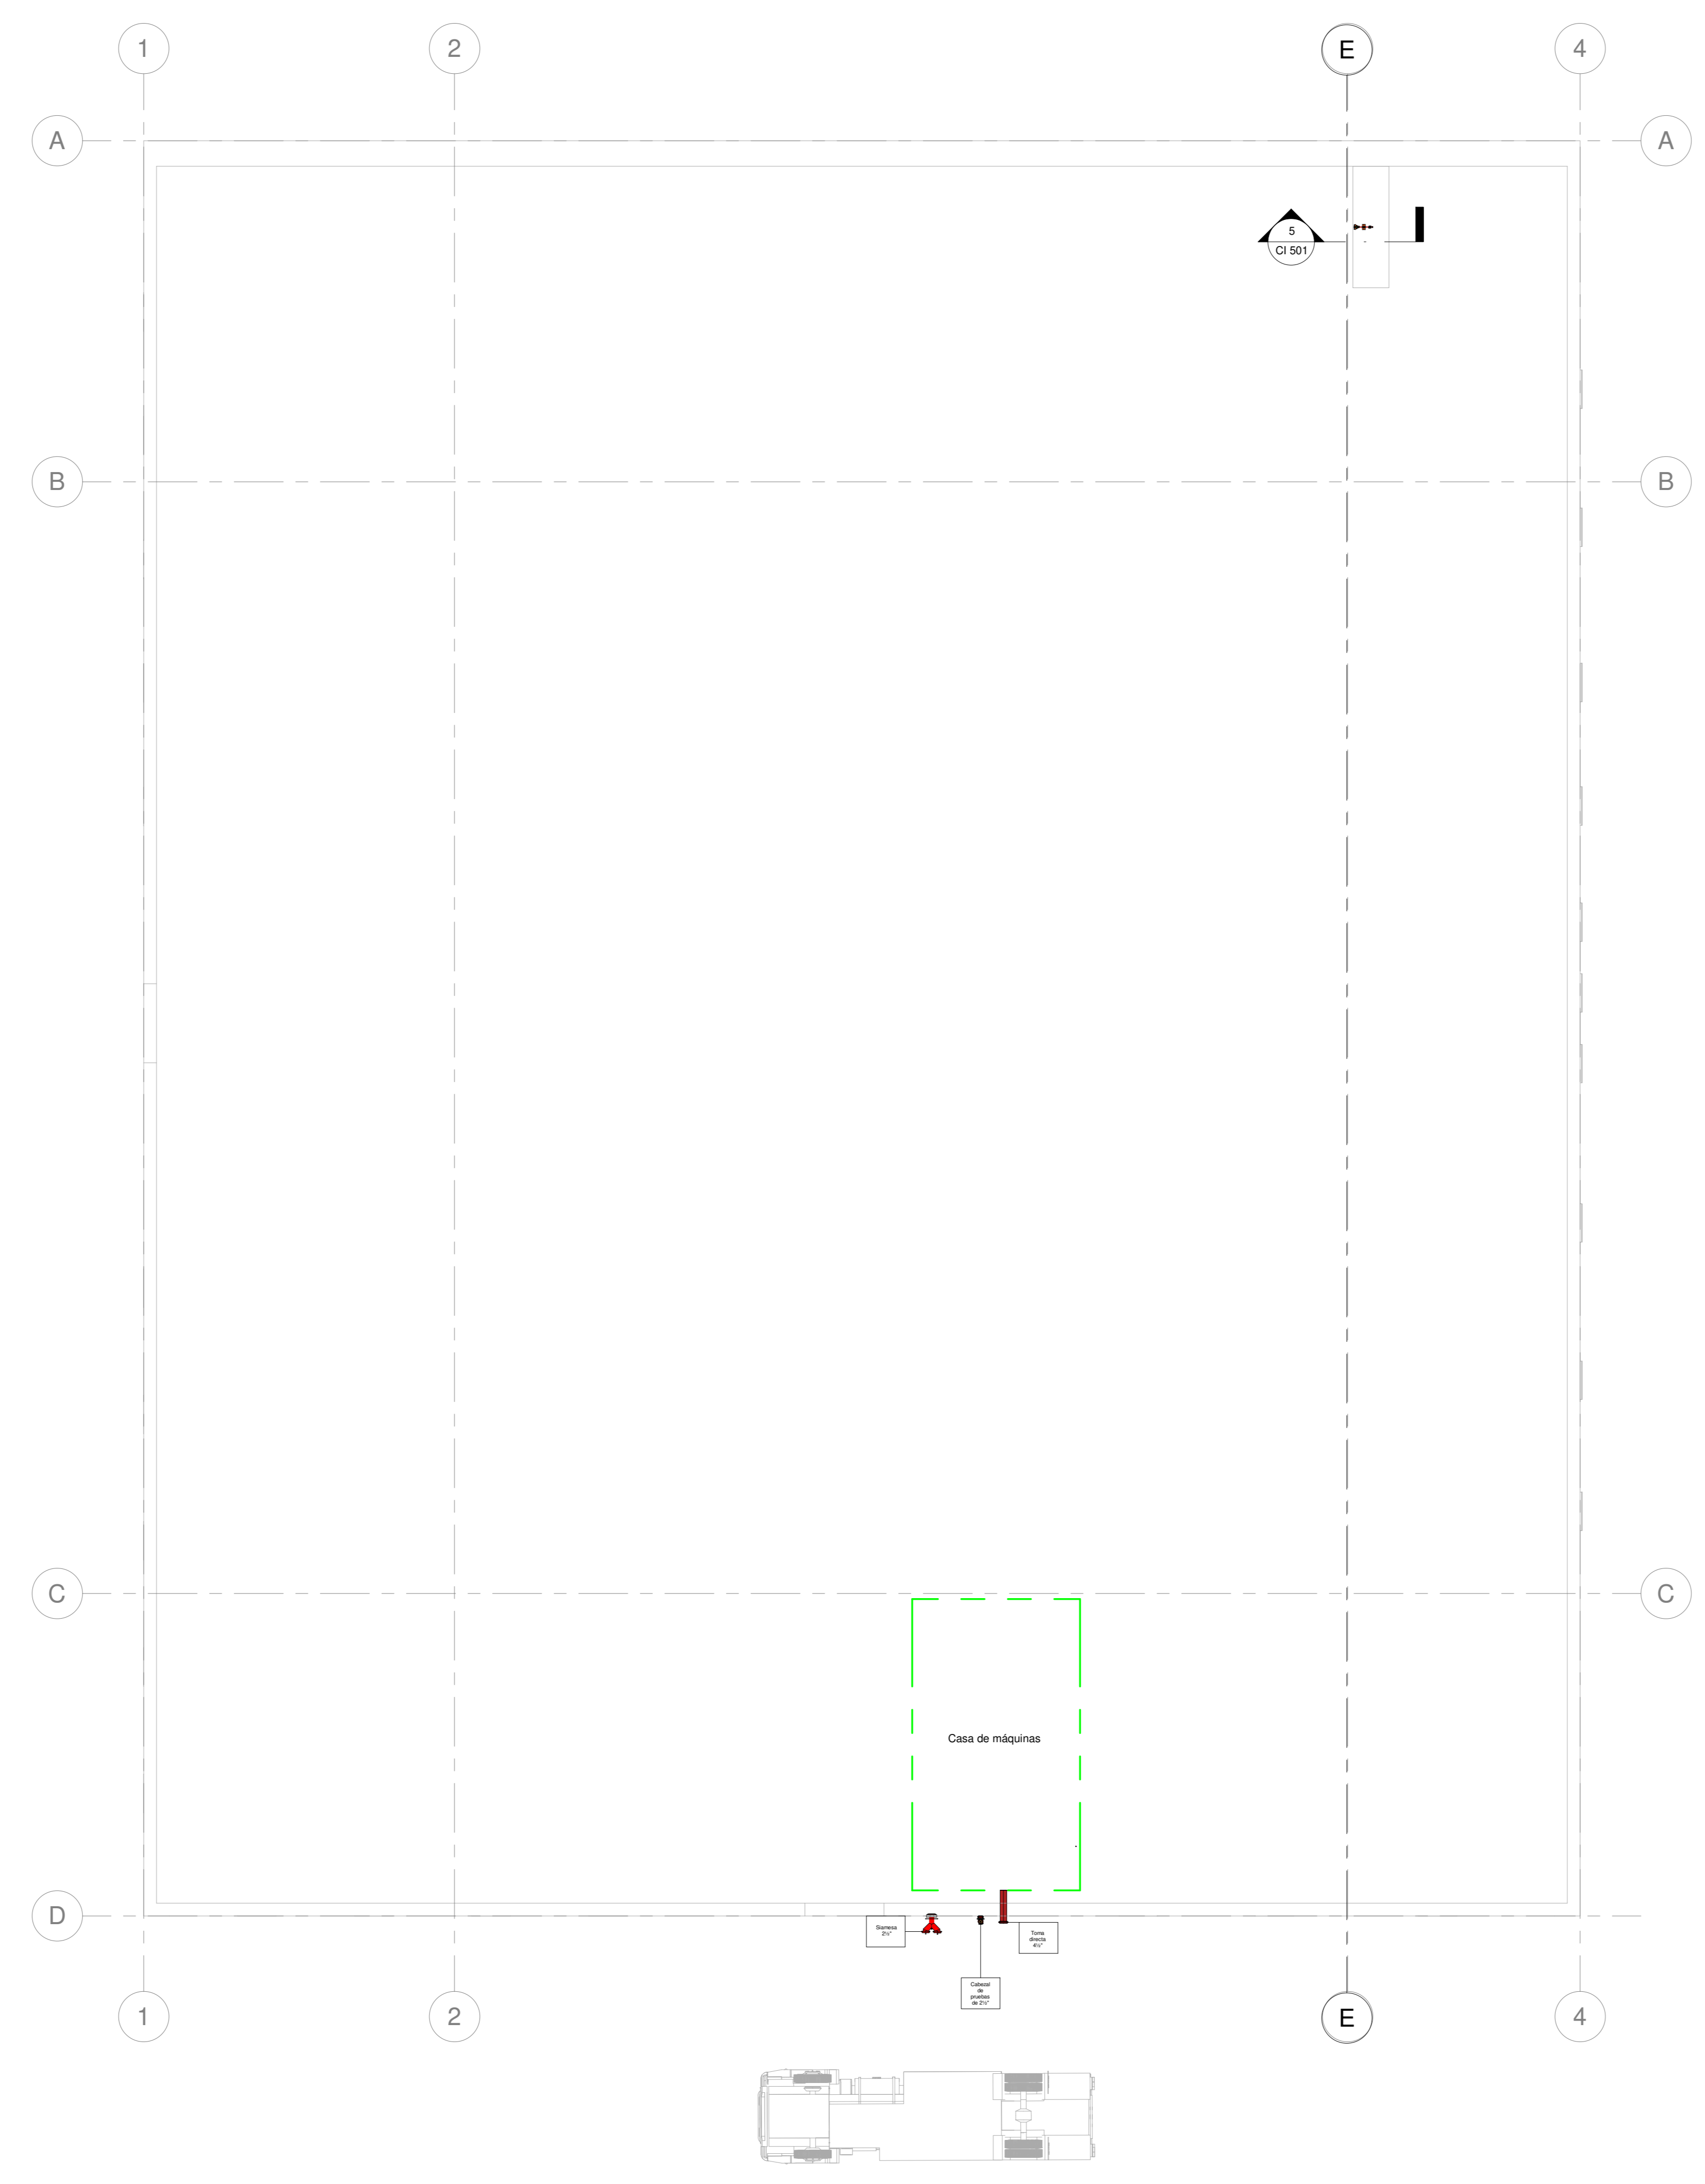 1
2
E
4
A
A
5
CI 501
B
B
C
C
Casa de máquinas
D
Siamesa
2½"
Toma
directa
4½"
Cabezal
de
pruebas
de 2½"
1
2
E
4